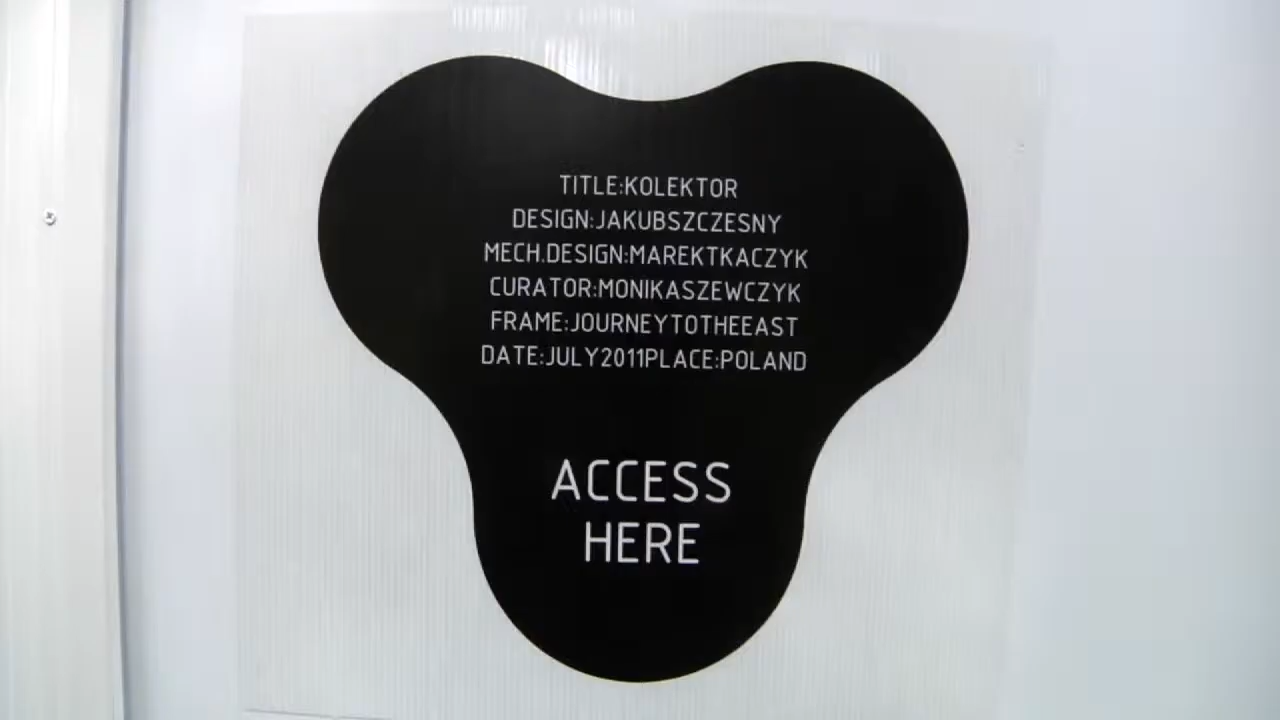 TITLE:KOLEKTOR
DESIGN:JAKUBSZCZESNY
MECH.DESIGN:MAREKTKACZYK
CURATOR:MONIKASZEWCZYK
FRAME:JOURNEYTOTHEEAST
DATE:JULY2011PLACE:POLAND
ACCESS
HERE